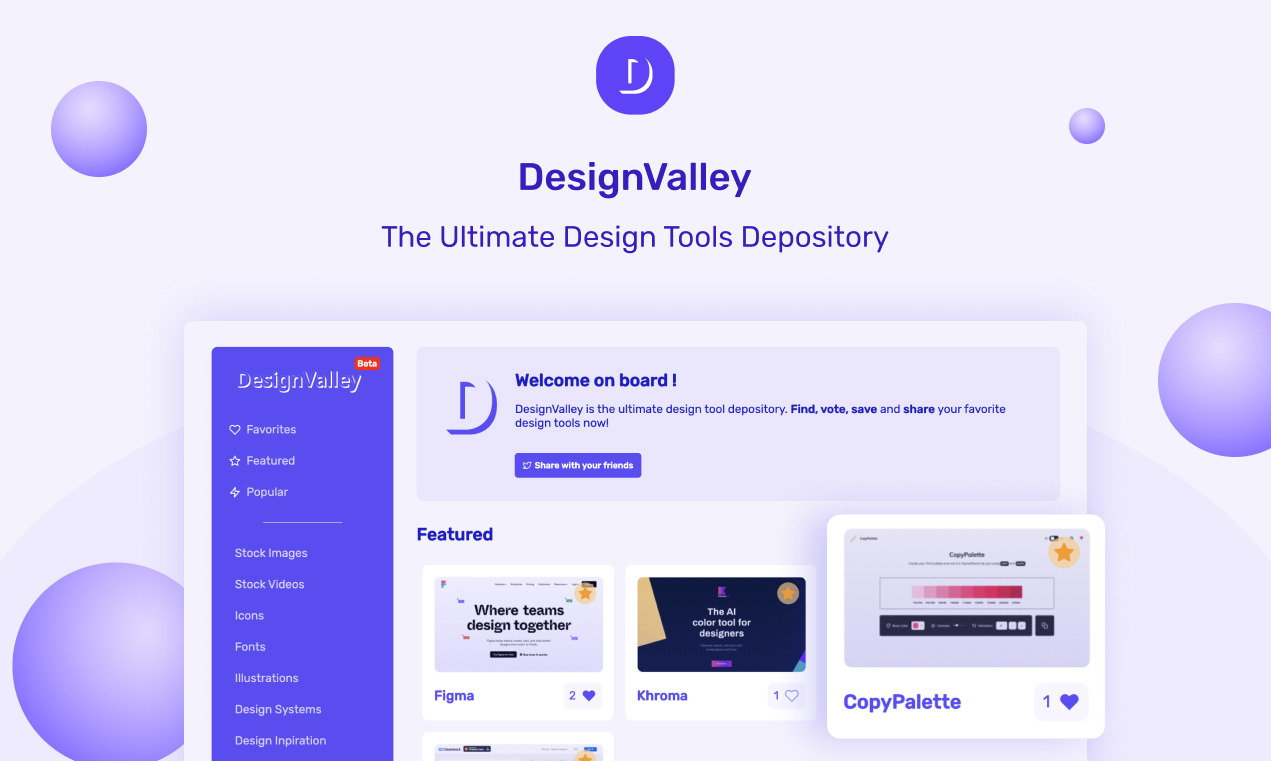 D
DesignValley
The Ultimate Design Tools Depository
Beta
DesignValley
Favorites
Featured
Popular
Stock Images
Stock Videos
Icons
Fonts
Illustrations
Design Systems
Design Inpiration
D
Welcome on board !
DesignValley is the ultimate design tool depository. Find, vote, save and share your favorite
design tools now!
Share with your friends
Featured
Where teams
design together
Figma
2
The AI
color tool for
designers
Khroma
1
CopyPalette
CopyPalette
CopyPalette
1